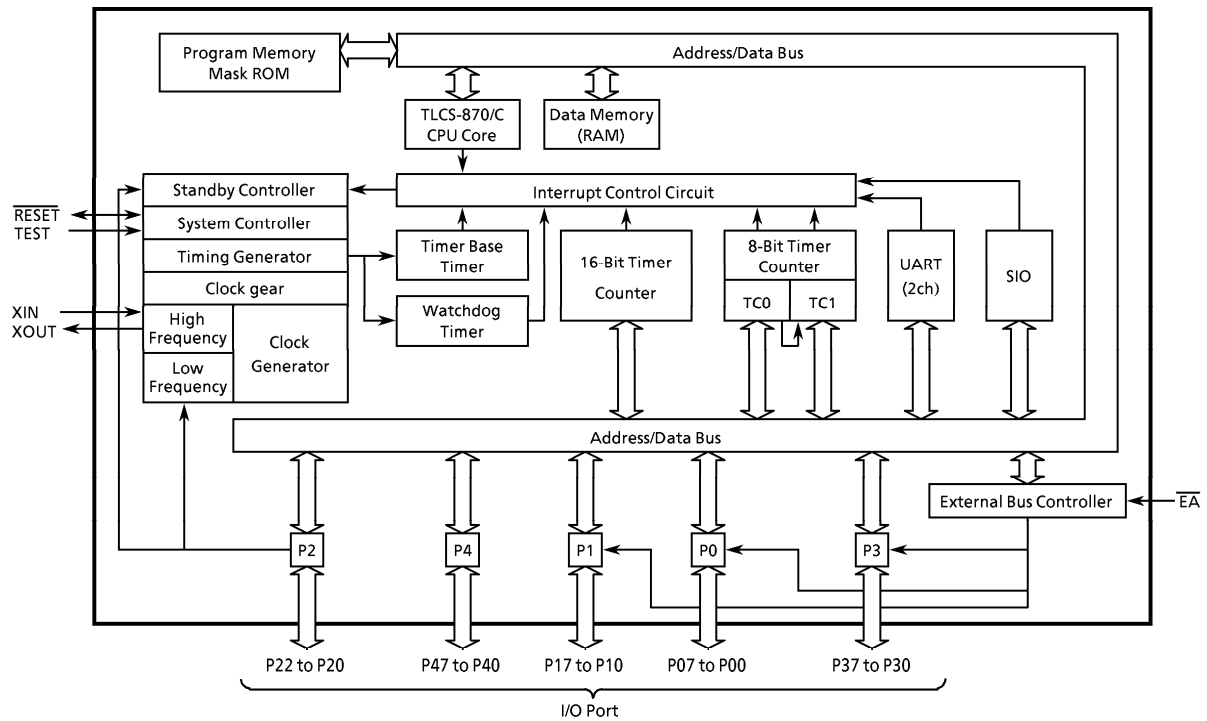 Program Memory
Mask ROM
Address/Data Bus
TLCS-870/C
CPU Core
Data Memory
(RAM)
Standby Controller
Interrupt Control Circuit
RESET
System Controller
TEST
Timing Generator
Timer Base
Timer
16-Bit Timer
Counter
8-Bit Timer
Counter
TC0
TC1
UART
(2ch)
SIO
Clock gear
Watchdog
Timer
XIN
XOUT
High
Frequency
Clock
Generator
Low
Frequency
Address/Data Bus
External Bus Controller
EA
P2
P4
P1
P0
P3
P22 to P20
P47 to P40
P17 to P10
P07 to P00
P37 to P30
I/O Port